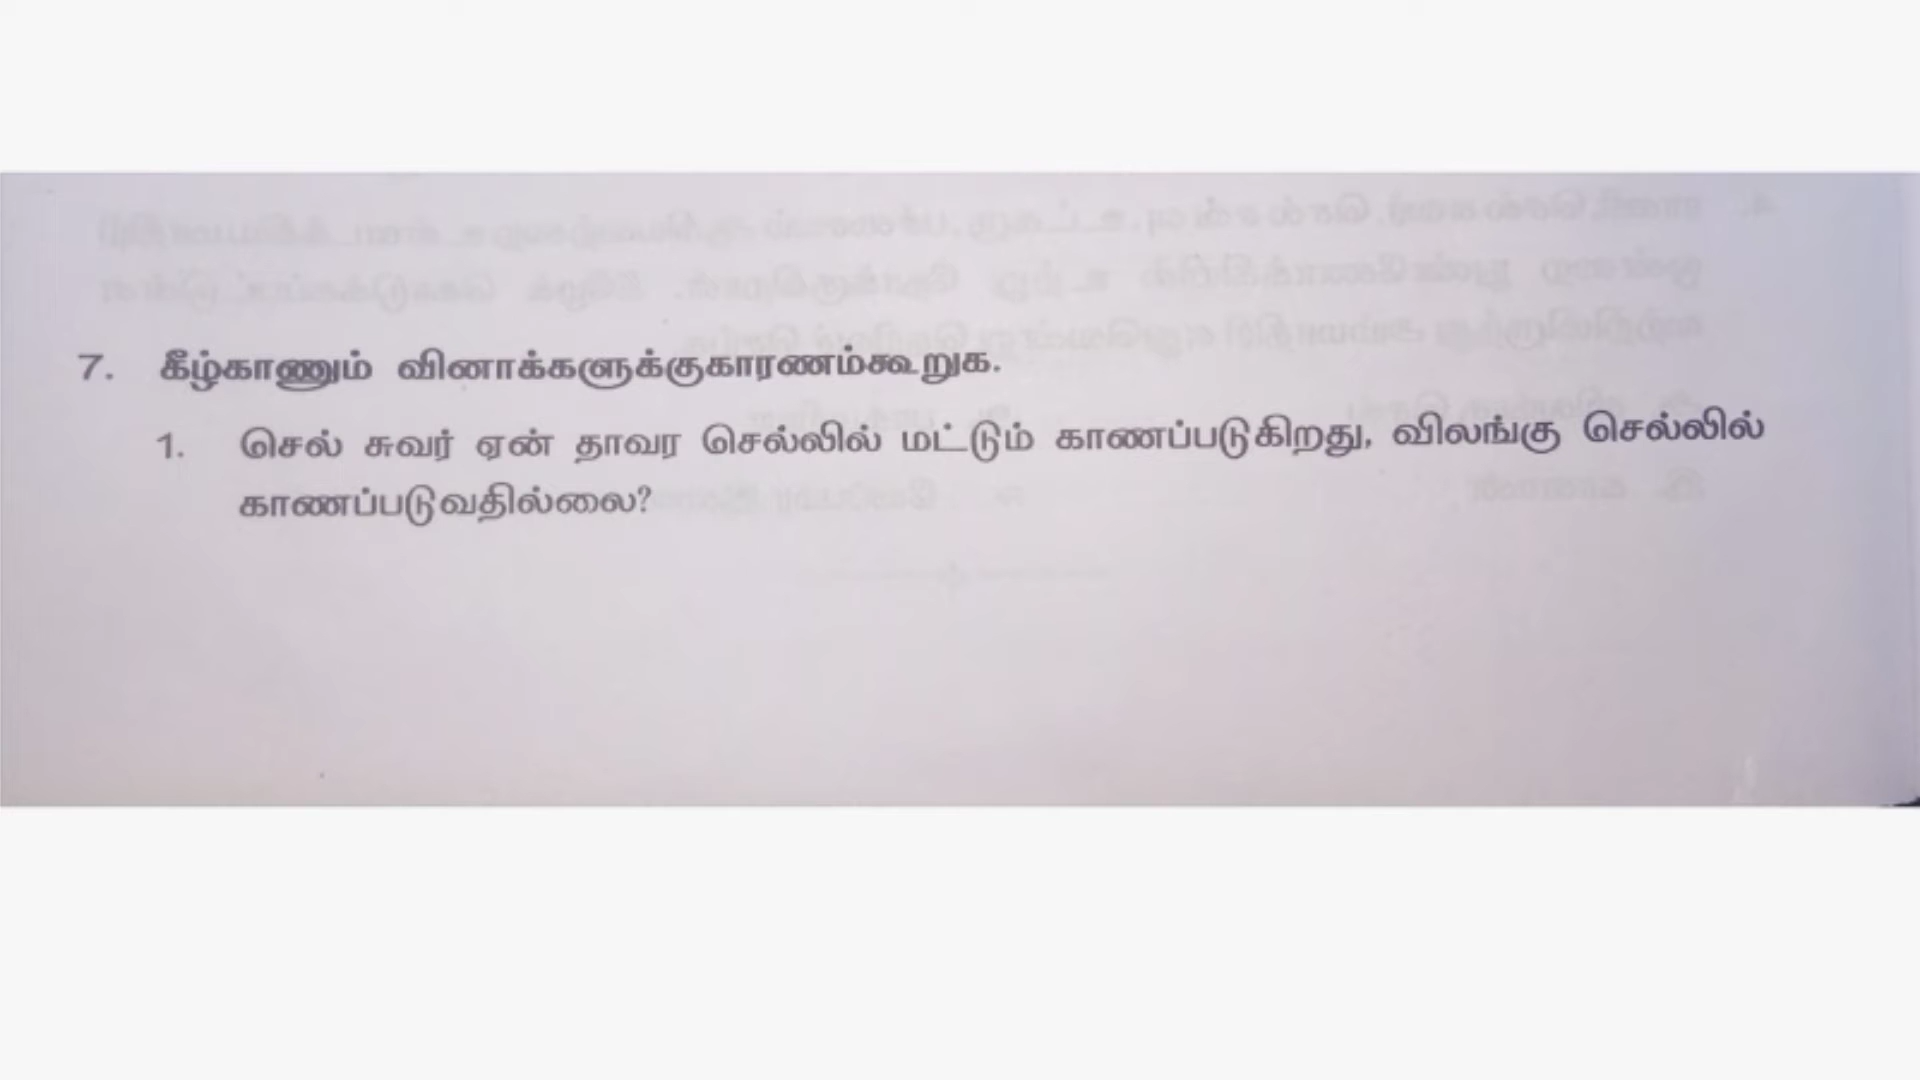 7. கீழ்காணும் வினாக்களுக்குகாரணம்கூறுக.
1. செல் சுவர் ஏன் தாவர செல்லில் மட்டும் காணப்படுகிறது, விலங்கு செல்லில்
காணப்படுவதில்லை?